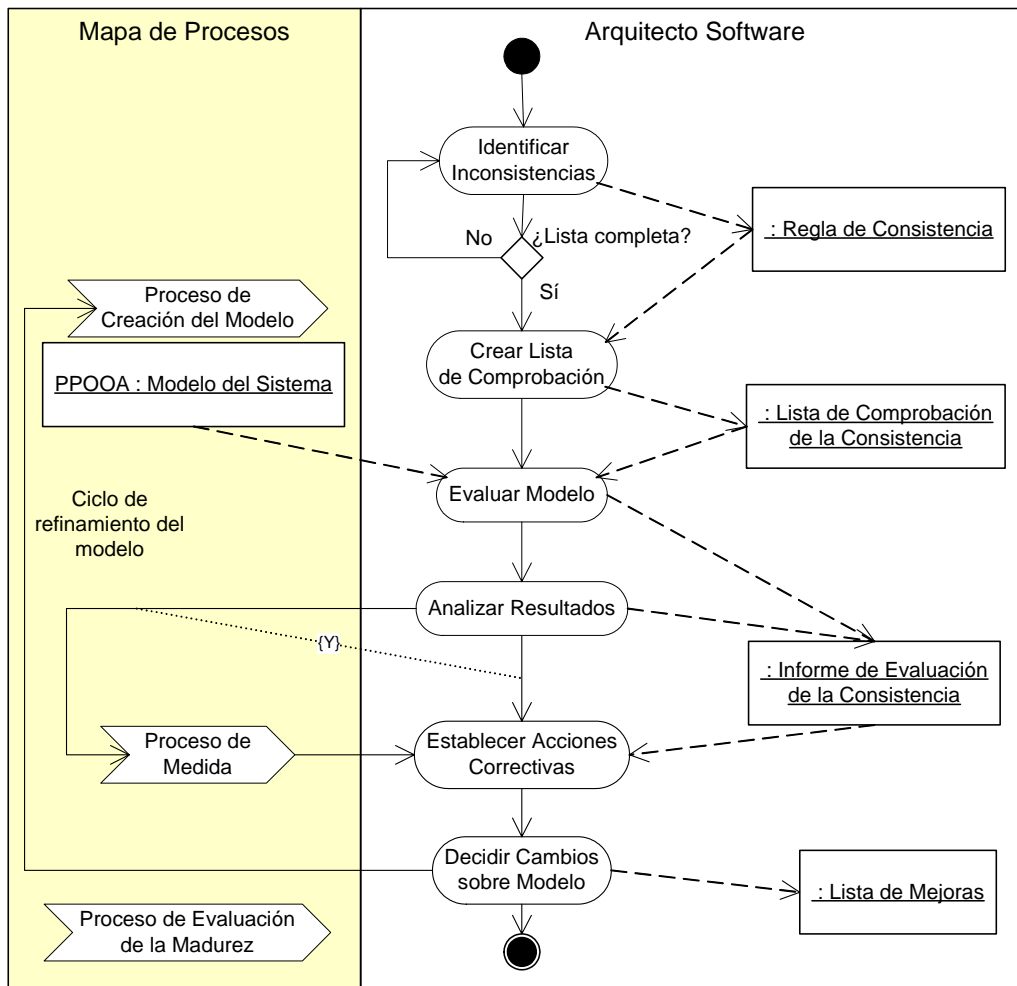 Mapa de Procesos
Arquitecto Software
Identificar
Inconsistencias
No
¿Lista completa?
Sí
: Regla de Consistencia
Proceso de
Creación del Modelo
PPOOA : Modelo del Sistema
Crear Lista
de Comprobación
: Lista de Comprobación
de la Consistencia
Evaluar Modelo
Ciclo de
refinamiento del
modelo
Analizar Resultados
{Y}
: Informe de Evaluación
de la Consistencia
Proceso de
Medida
Establecer Acciones
Correctivas
Decidir Cambios
sobre Modelo
: Lista de Mejoras
Proceso de Evaluación
de la Madurez